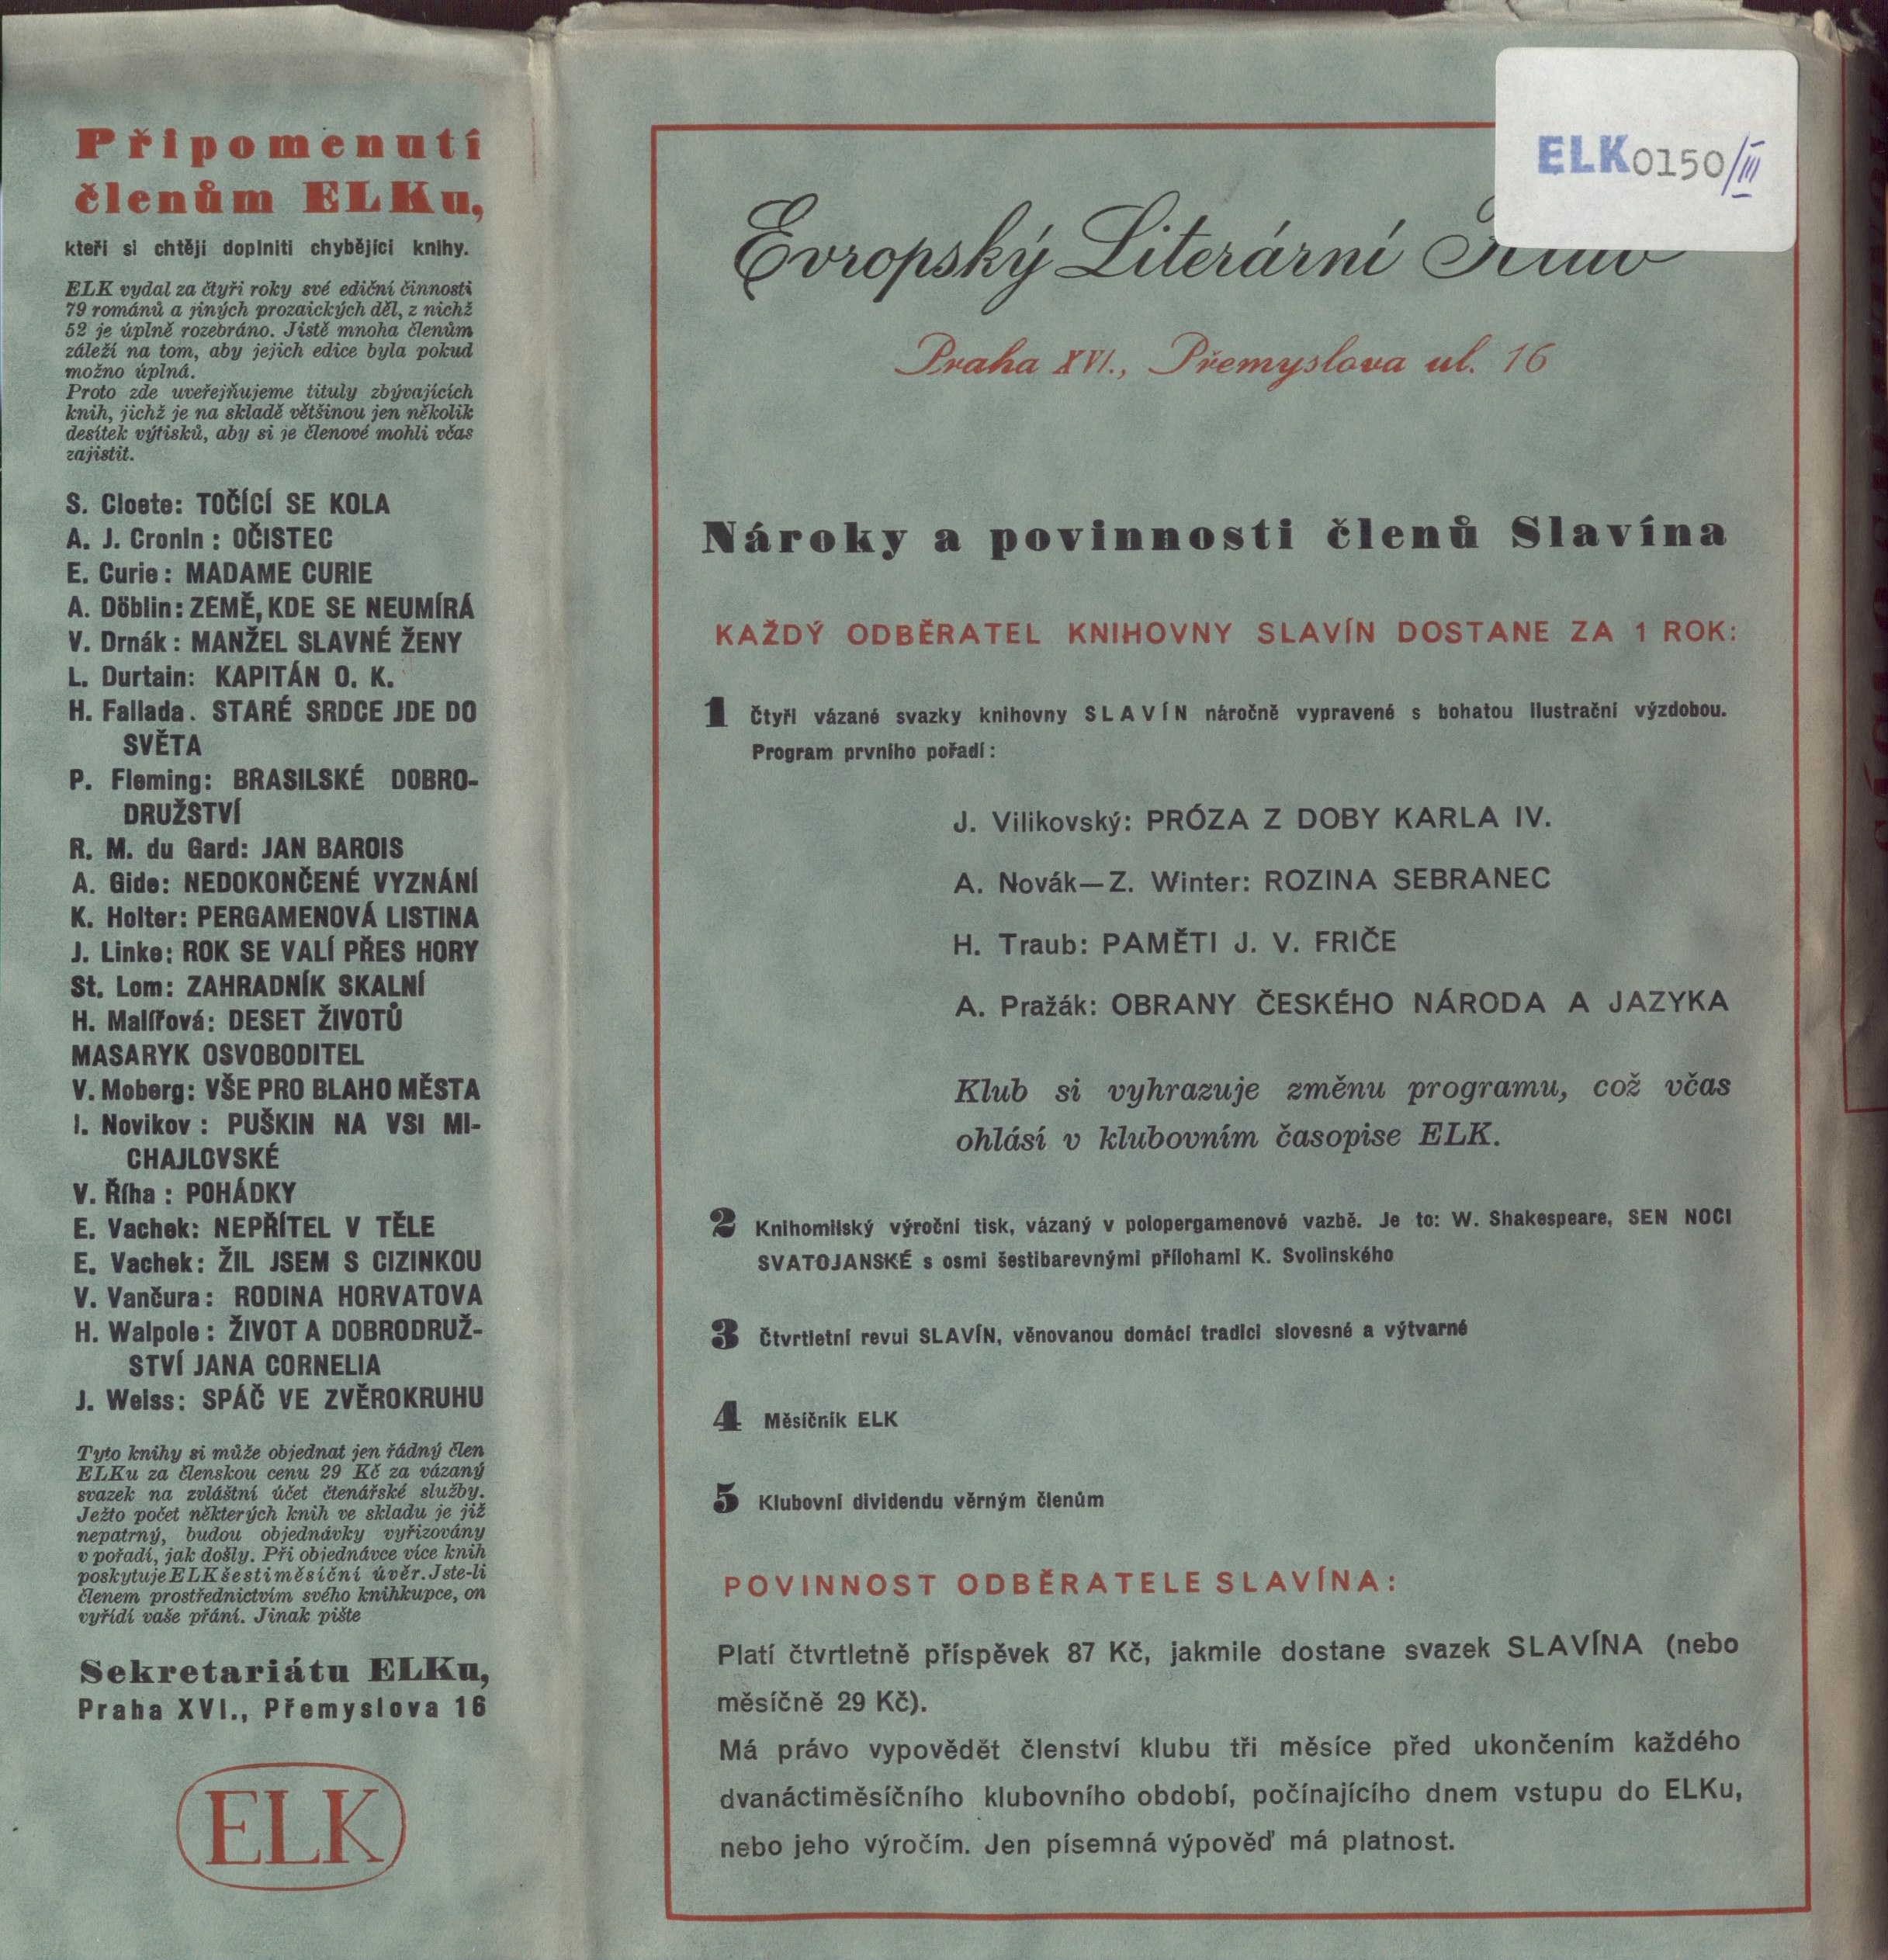 Připomenutí
členům ELKu,
kteří si chtějí doplniti chybějící knihy.
ELK vydal za čtyři roky své ediční činnosti
79 románů a jiných prozaických děl, z nichž
52 je úplně rozebráno. Jistě mnoha členům
záleží na tom, aby jejich edice byla pokud
možno úplná.
Proto zde uveřejňujeme tituly zbývajících
knih, jichž je na skladě většinou jen několik
desítek výtisků, aby si je členové mohli včas
zajistit.
S. Cloete: TOČÍCÍ SE KOLA
A. J. Cronin: OČISTEC
E. Curie: MADAME CURIE
A. Döblin: ZEMĚ, KDE SE NEUMÍRÁ
V. Drnák: MANŽEL SLAVNÉ ŽENY
L. Durtain: KAPITÁN O. K.
H. Fallada. STARÉ SRDCE JDE DO
SVĚTA
P. Fleming: BRASILSKÉ DOBRO-
DRUŽSTVÍ
R. M. du Gard: JAN BAROIS
A. Gide: NEDOKONČENÉ VYZNÁNÍ
K. Holter: PERGAMENOVÁ LISTINA
J. Linke: ROK SE VALÍ PŘES HORY
St. Lom: ZAHRADNÍK SKALNÍ
H. Malířová: DESET ŽIVOTŮ
MASARYK OSVOBODITEL
V. Moberg: VŠE PRO BLAHO MĚSTA
I. Novikov: PUŠKIN NA VSI MI-
CHAJLOVSKÉ
V. Říha: POHÁDKY
E. Vachek: NEPŘÍTEL V TĚLE
E. Vachek: ŽIL JSEM S CIZINKOU
V. Vančura: RODINA HORVATOVA
H. Walpole: ŽIVOT A DOBRODRUŽ-
STVÍ JANA CORNELIA
J. Weiss: SPÁČ VE ZVĚROKRUHU
Tyto knihy si může objednat jen řádný člen
ELKu za členskou cenu 29 Kč za vázaný
svazek na zvláštní účet čtenářské služby.
Ježto počet některých knih ve skladu je již
nepatrný, budou objednávky vyřizovány
v pořadí, jak došly. Při objednávce více knih
poskytuje ELK šestiměsíční úvěr. Jste-li
členem prostřednictvím svého knihkupce, on
vyřídí vaše přání. Jinak pište
Sekretariátu ELKu,
Praha XVI., Přemyslova 16
ELK
ELK0150/III
Evropský Literární
Praha XVI., Přemyslova ul. 16
Nároky a povinnosti členů Slavína
KAŽDÝ ODBĚRATEL KNIHOVNY SLAVÍN DOSTANE ZA 1 ROK:
1 Čtyři vázané svazky knihovny SLAVÍN náročně vypravené s bohatou ilustrační výzdobou.
Program prvního pořadí:
J. Vilikovský: PRÓZA Z DOBY KARLA IV.
A. Novák—Z. Winter: ROZINA SEBRANEC
H. Traub: PAMĚTI J. V. FRIČE
A. Pražák: OBRANY ČESKÉHO NÁRODA A JAZYKA
Klub si vyhrazuje změnu programu, což včas
ohlásí v klubovním časopise ELK.
2 Knihomilský výroční tisk, vázaný v polopergamenové vazbě. Je to: W. Shakespeare, SEN NOCI
SVATOJANSKÉ s osmi šestibarevnými přílohami K. Svolinského
3 Čtvrtletní revui SLAVÍN, věnovanou domácí tradici slovesné a výtvarné
4 Měsíčník ELK
5 Klubovní dividendu věrným členům
POVINNOST ODBĚRATELE SLAVÍNA:
Platí čtvrtletně příspěvek 87 Kč, jakmile dostane svazek SLAVÍNA (nebo
měsíčně 29 Kč).
Má právo vypovědět členství klubu tři měsíce před ukončením každého
dvanáctiměsíčního klubovního období, počínajícího dnem vstupu do ELKu,
nebo jeho výročím. Jen písemná výpověď má platnost.